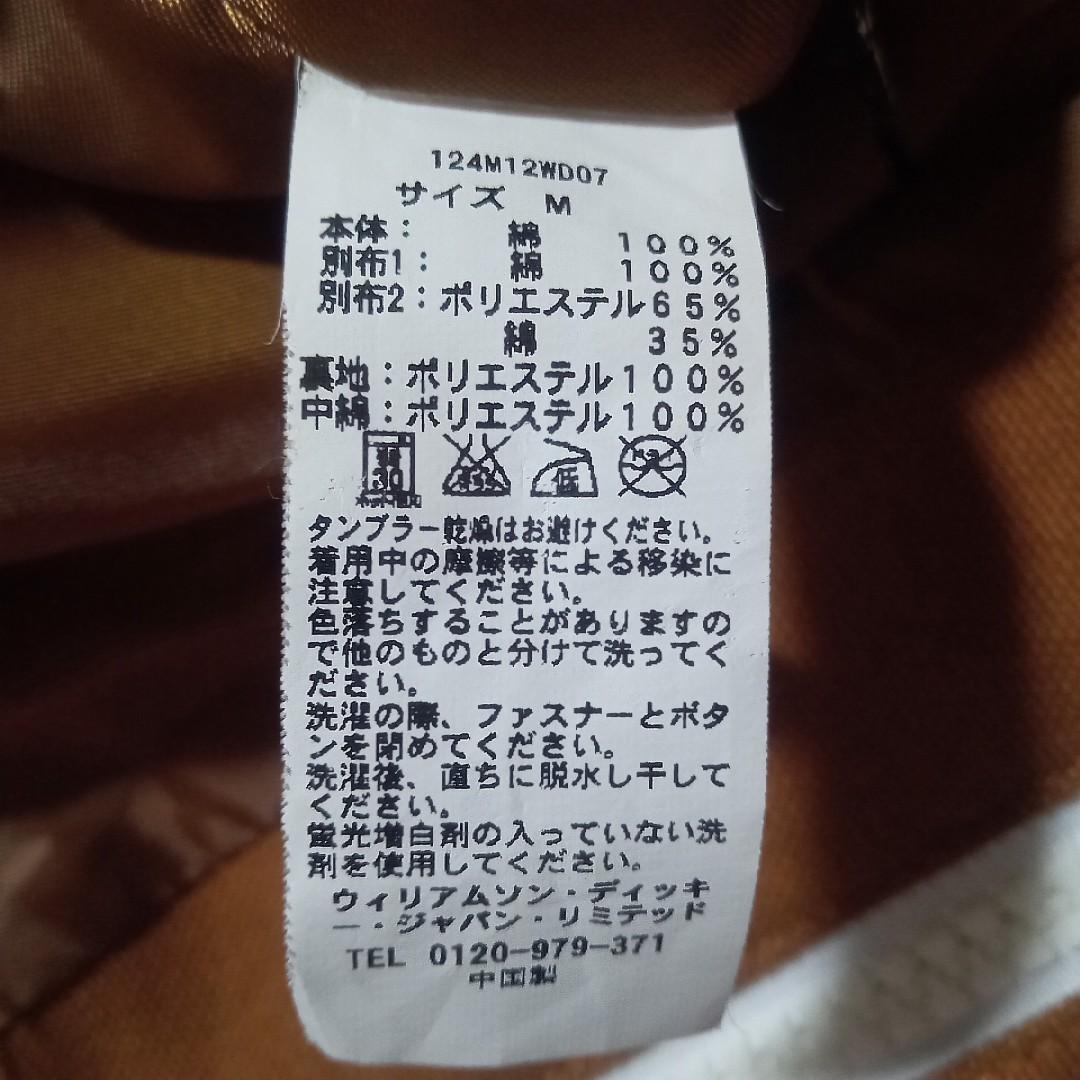 124M12WD07
サイズ M
本体: 綿 100%
別布1: 綿 100%
別布2:ポリエステル65%
綿 35%
裏地:ポリエステル100%
中綿:ポリエステル100%
30
低
タンブラー乾燥はお避けください。
着用中の摩擦等による移染に
注意してください。
色落ちすることがありますの
で他のものと分けて洗ってく
ださい。
洗濯の際、ファスナーとボタ
ンを閉めてください。
洗濯後、直ちに脱水し干して
ください。
蛍光増白剤の入っていない洗
剤を使用してください。
ウィリアムソン・ディッキ
ー・ジャパン・リミテッド
TEL 0120-979-371
中国製